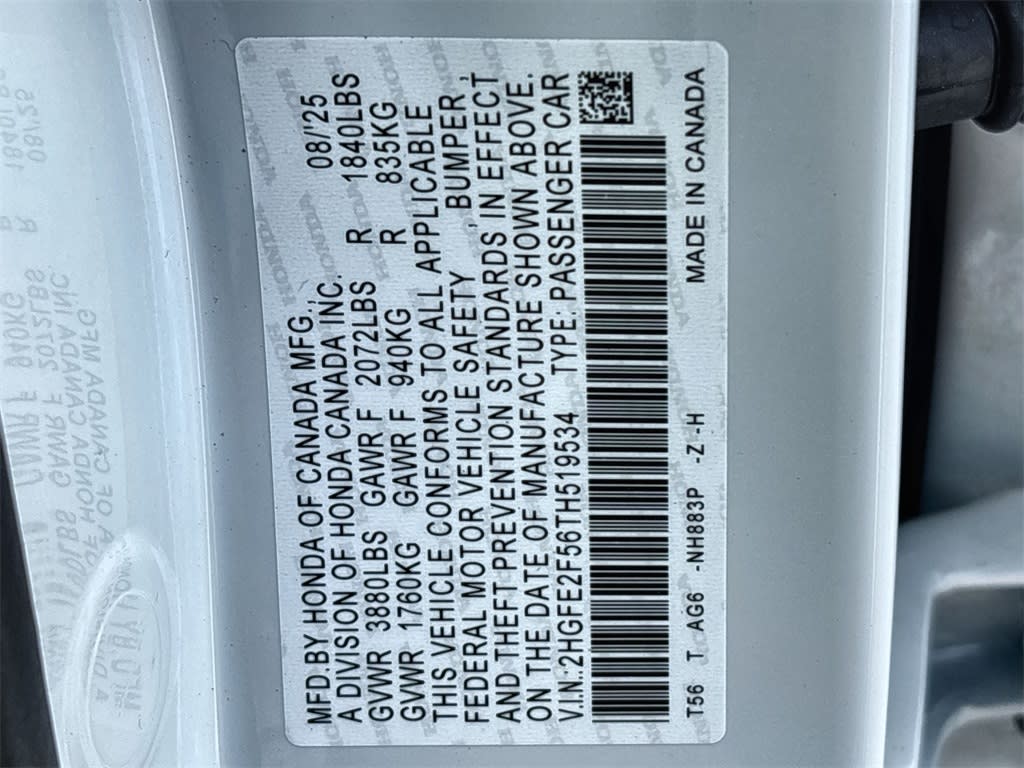 MFD.BY HONDA OF CANADA MFG., 08/'25
A DIVISION OF HONDA CANADA INC.
GVWR 3880LBS GAWR F 2072LBS R 1840LBS
GVWR 1760KG GAWR F 940KG R 835KG
THIS VEHICLE CONFORMS TO ALL APPLICABLE
FEDERAL MOTOR VEHICLE SAFETY, BUMPER,
AND THEFT PREVENTION STANDARDS IN EFFECT
ON THE DATE OF MANUFACTURE SHOWN ABOVE.
V.I.N.:2HGFE2F56TH519534 TYPE: PASSENGER CAR
T56 T AG6 -NH883P -Z -H MADE IN CANADA